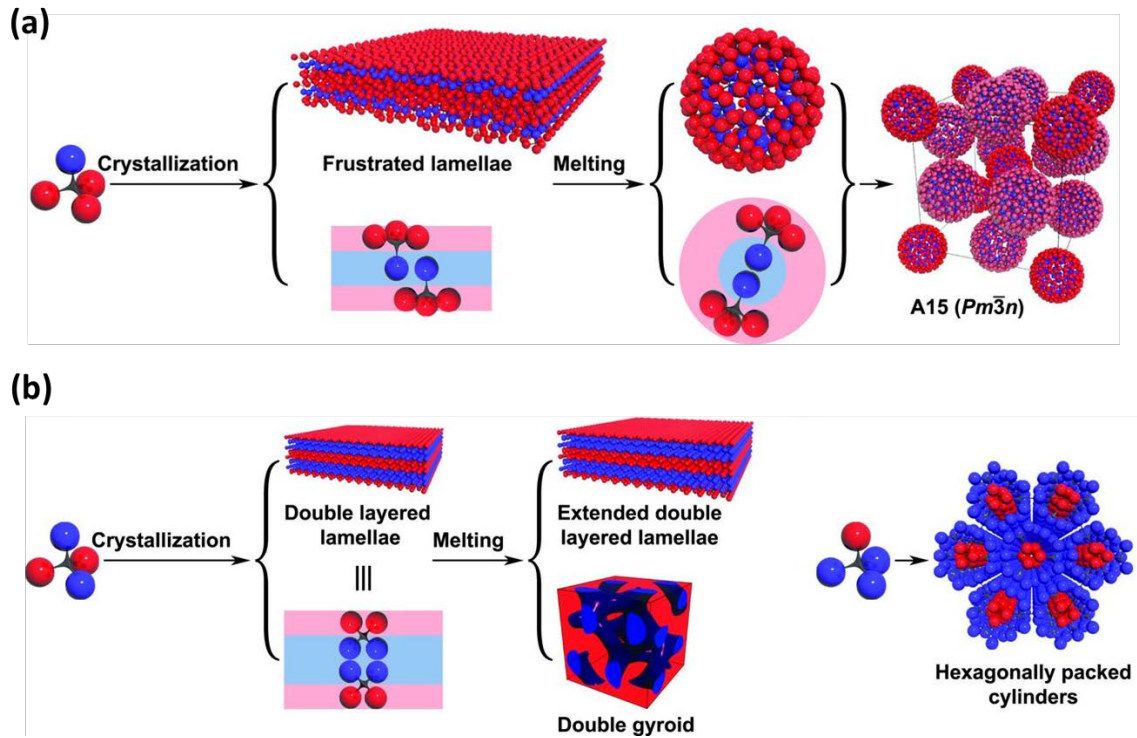 (a)
Crystallization
Frustrated lamellae
Melting
A15 (Pm3̅n)
(b)
Crystallization
Double layered
lamellae
Melting
Extended double
layered lamellae
Double gyroid
Hexagonally packed
cylinders